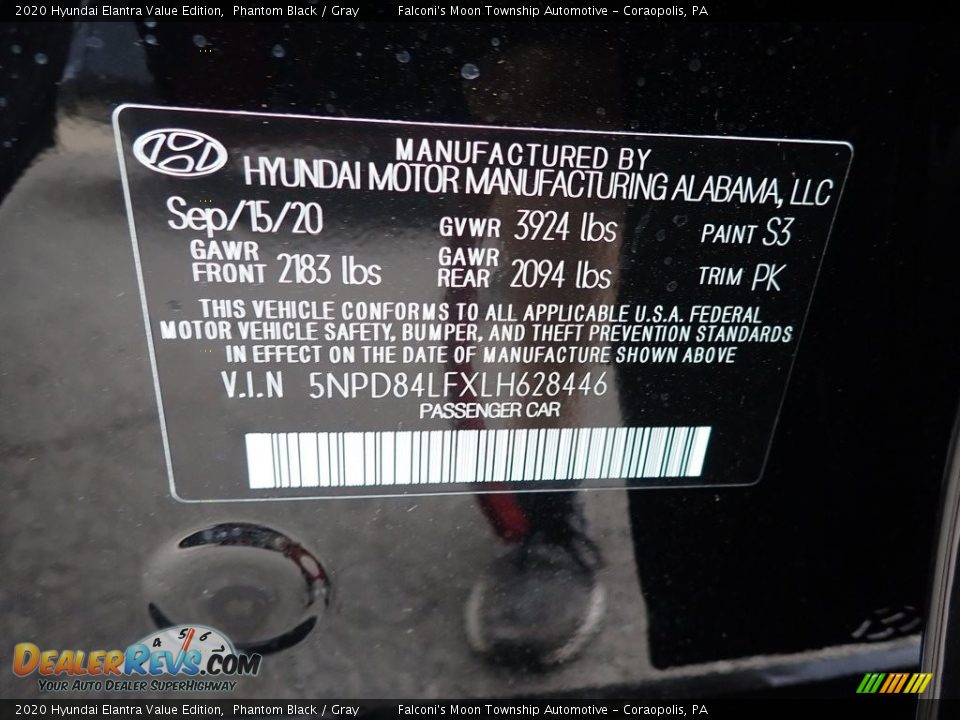 2020 Hyundai Elantra Value Edition, Phantom Black / Gray Falconi's Moon Township Automotive - Coraopolis, PA
MANUFACTURED BY
HYUNDAI MOTOR MANUFACTURING ALABAMA, LLC
Sep/15/20 GVWR 3924 lbs PAINT S3
GAWR FRONT 2183 lbs GAWR REAR 2094 lbs TRIM PK
THIS VEHICLE CONFORMS TO ALL APPLICABLE U.S.A. FEDERAL
MOTOR VEHICLE SAFETY, BUMPER, AND THEFT PREVENTION STANDARDS
IN EFFECT ON THE DATE OF MANUFACTURE SHOWN ABOVE
V.I.N 5NPD84LFXLH628446
PASSENGER CAR
4 5 6
DEALERREVS.COM
YOUR AUTO DEALER SUPERHIGHWAY
2020 Hyundai Elantra Value Edition, Phantom Black / Gray Falconi's Moon Township Automotive - Coraopolis, PA